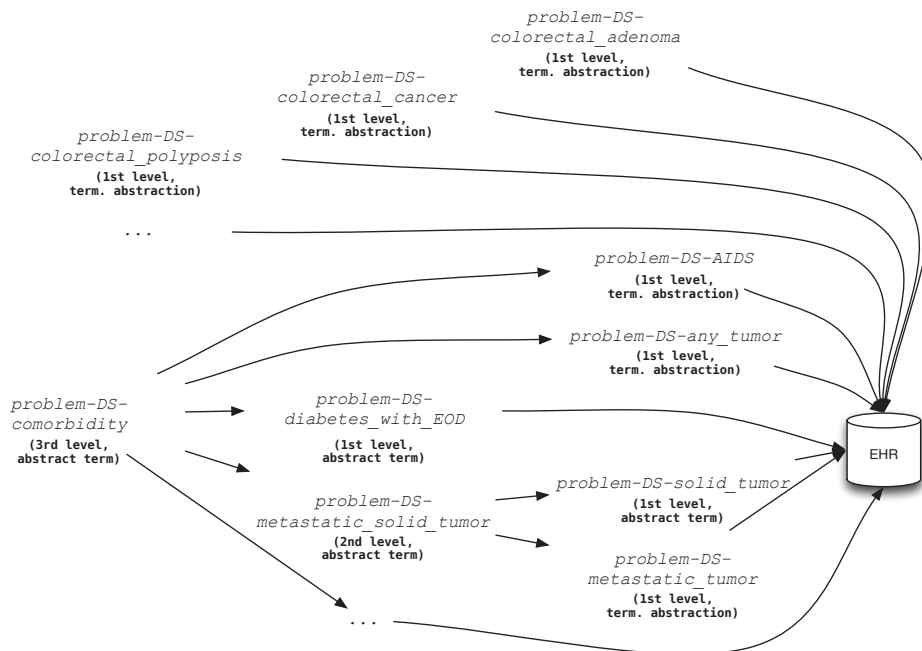 problem-DS-
colorectal_adenoma
(1st level,
term. abstraction)
problem-DS-
colorectal_cancer
(1st level,
term. abstraction)
problem-DS-
colorectal_polyposis
(1st level,
term. abstraction)
...
problem-DS-AIDS
(1st level,
term. abstraction)
problem-DS-any_tumor
(1st level,
term. abstraction)
problem-DS-
comorbidity
(3rd level,
abstract term)
problem-DS-
diabetes_with_EOD
(1st level,
abstract term)
EHR
problem-DS-solid_tumor
(1st level,
abstract term)
problem-DS-
metastatic_solid_tumor
(2nd level,
abstract term)
problem-DS-
metastatic_tumor
(1st level,
term. abstraction)
...